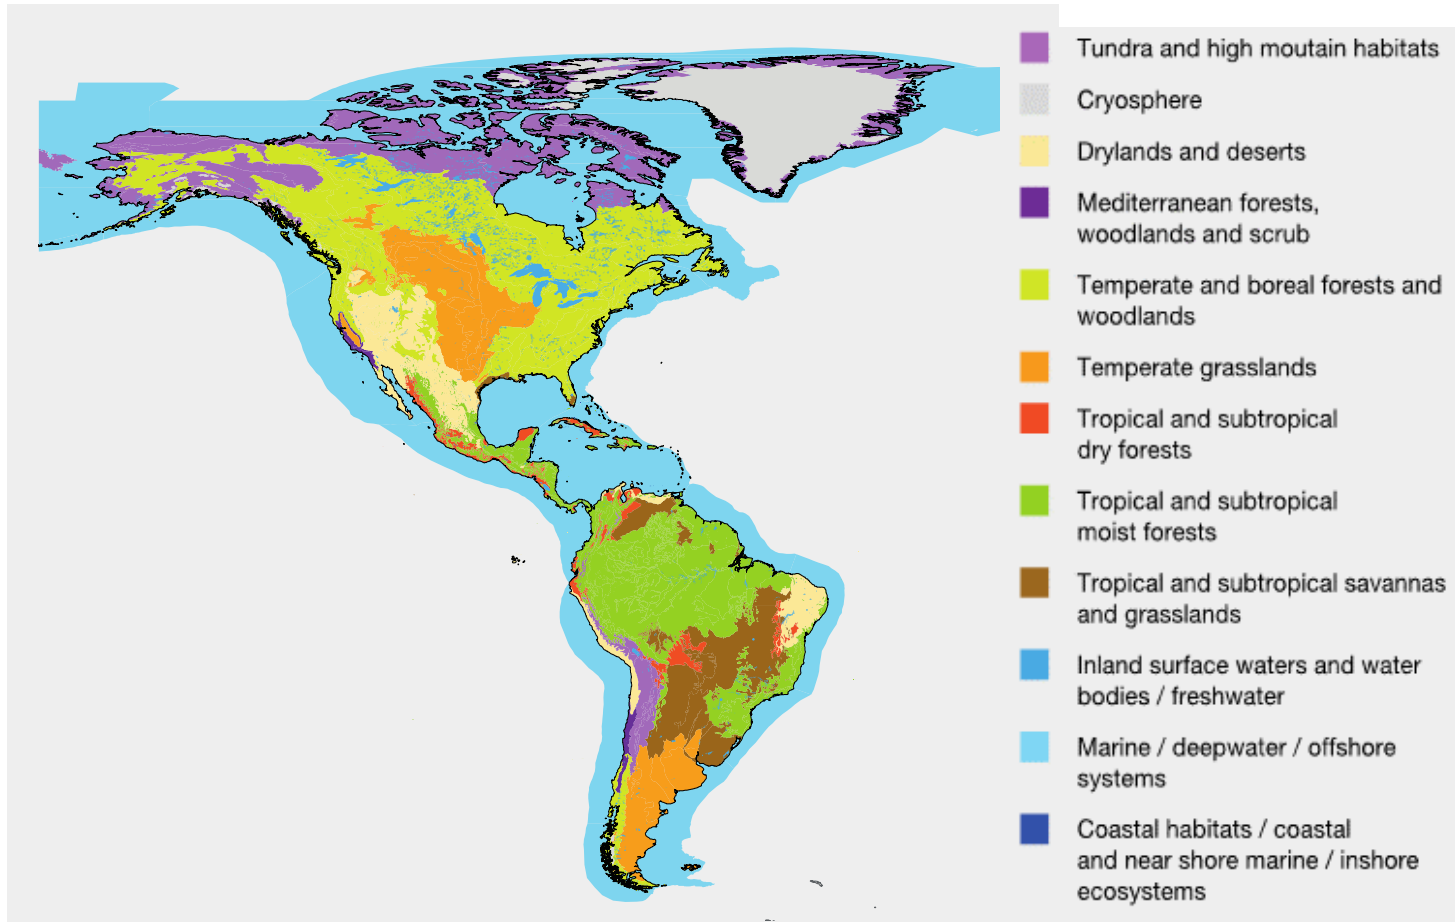 Tundra and high moutain habitats
Cryosphere
Drylands and deserts
Mediterranean forests,
woodlands and scrub
Temperate and boreal forests and
woodlands
Temperate grasslands
Tropical and subtropical
dry forests
Tropical and subtropical
moist forests
Tropical and subtropical savannas
and grasslands
Inland surface waters and water
bodies / freshwater
Marine / deepwater / offshore
systems
Coastal habitats / coastal
and near shore marine / inshore
ecosystems